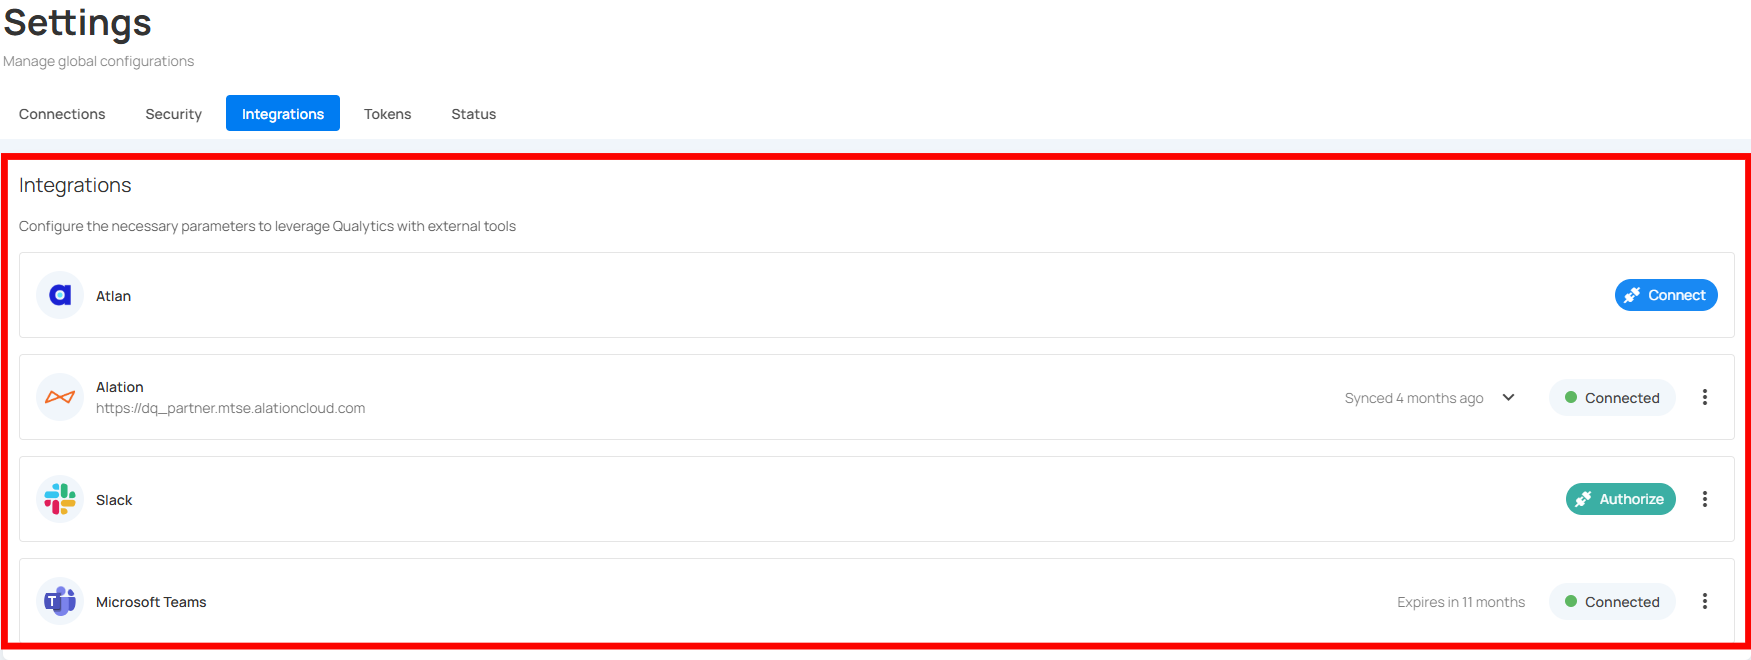 Settings
Manage global configurations
Connections Security Integrations Tokens Status
Integrations
Configure the necessary parameters to leverage Qualytics with external tools
Atlan Connect
Alation
https://dq_partner.mtse.alationcloud.com
Synced 4 months ago Connected
Slack Authorize
Microsoft Teams Expires in 11 months Connected